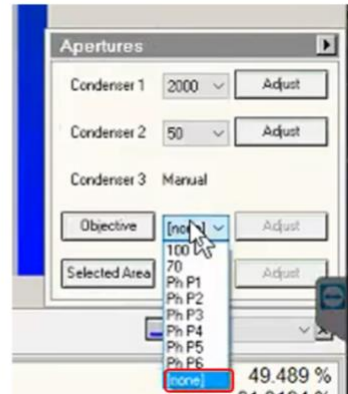 Apertures
Condenser 1 2000 Adjust
Condenser 2 50 Adjust
Condenser 3 Manual
Objective Adjust
100
Selected Area 70 Adjust
Ph P1
Ph P2
Ph P3
Ph P4
Ph P5
Ph P6
[none] 49.489 %